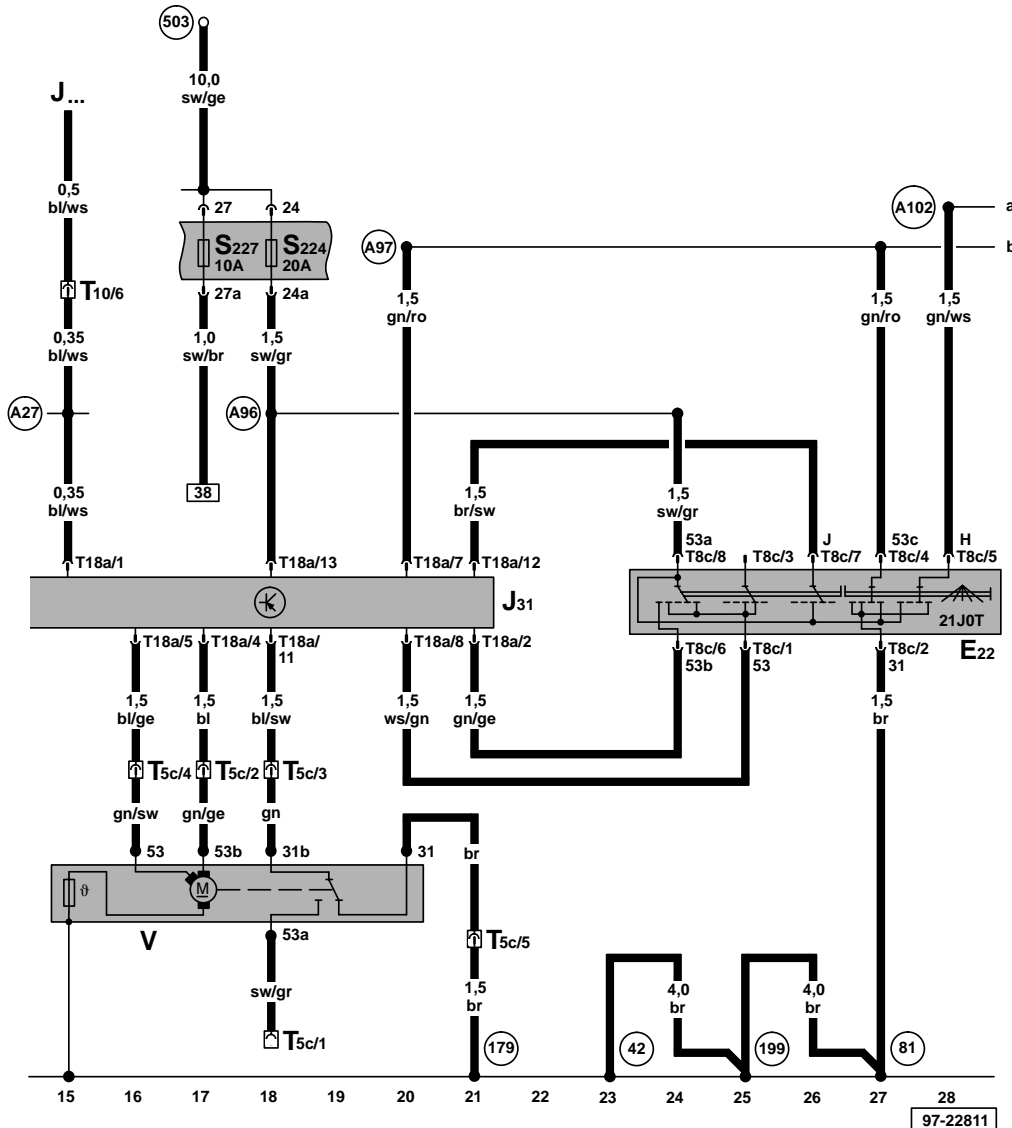 503
10,0
sw/ge
J...
0,5
bl/ws
27 24
A102 a
S227 S224
10A 20A
A97 b
T10/6
27a 24a
1,5
gn/ro
1,5
gn/ro
1,5
gn/ws
0,35
bl/ws
1,0
sw/br
1,5
sw/gr
A27 A96
38
0,35
bl/ws
1,5
br/sw
1,5
sw/gr
53a J 53c H
T18a/1 T18a/13 T18a/7 T18a/12 T8c/8 T8c/3 T8c/7 T8c/4 T8c/5
J31
21J0T
T18a/5 T18a/4 T18a/
11 T18a/8 T18a/2 T8c/6
53b T8c/1
53 T8c/2
31 E22
1,5
bl/ge
1,5
bl
1,5
bl/sw
1,5
ws/gn
1,5
gn/ge
1,5
br
T5c/4 T5c/2 T5c/3
gn/sw gn/ge gn
53 53b 31b 31 br
ϑ M
V 53a T5c/5
sw/gr
1,5
br
4,0
br
4,0
br
T5c/1
179 42 199 81
15 16 17 18 19 20 21 22 23 24 25 26 27 28
97-22811